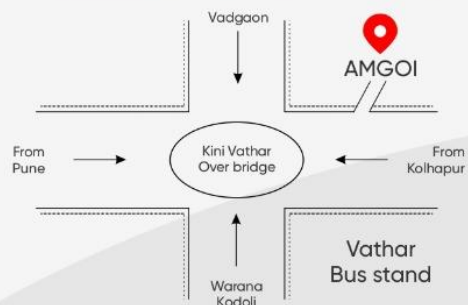 Vadgaon
AMGOI
From
Pune
Kini Vathar
Over bridge
From
Kolhapur
Vathar
Bus stand
Warana
Kodoli